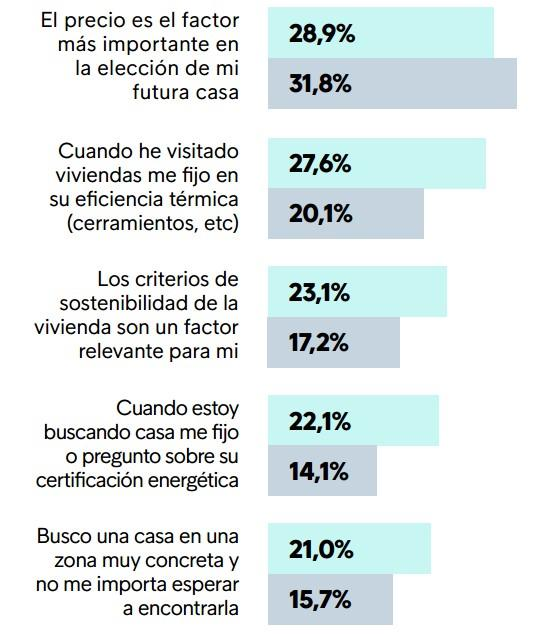 El precio es el factor
más importante en
la elección de mi
futura casa
28,9%
31,8%
Cuando he visitado
viviendas me fijo en
su eficiencia térmica
(cerramientos, etc)
27,6%
20,1%
Los criterios de
sostenibilidad de la
vivienda son un factor
relevante para mi
23,1%
17,2%
Cuando estoy
buscando casa me fijo
o pregunto sobre su
certificación energética
22,1%
14,1%
Busco una casa en una
zona muy concreta y
no me importa esperar
a encontrarla
21,0%
15,7%